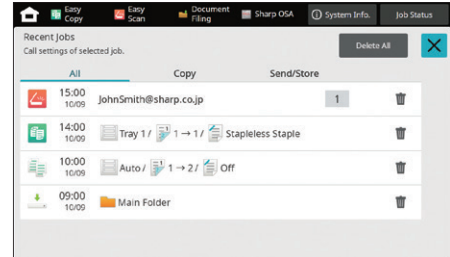 Easy Copy
Easy Scan
Document Filing
Sharp OSA
System Info.
Job Status
Recent Jobs
Call settings of selected job.
Delete All
All
Copy
Send/Store
15:00
10/09
JohnSmith@sharp.co.jp
1
14:00
10/09
Tray 1 / 1 → 1 / Stapleless Staple
10:00
10/09
Auto / 1 → 2 / Off
09:00
10/09
Main Folder